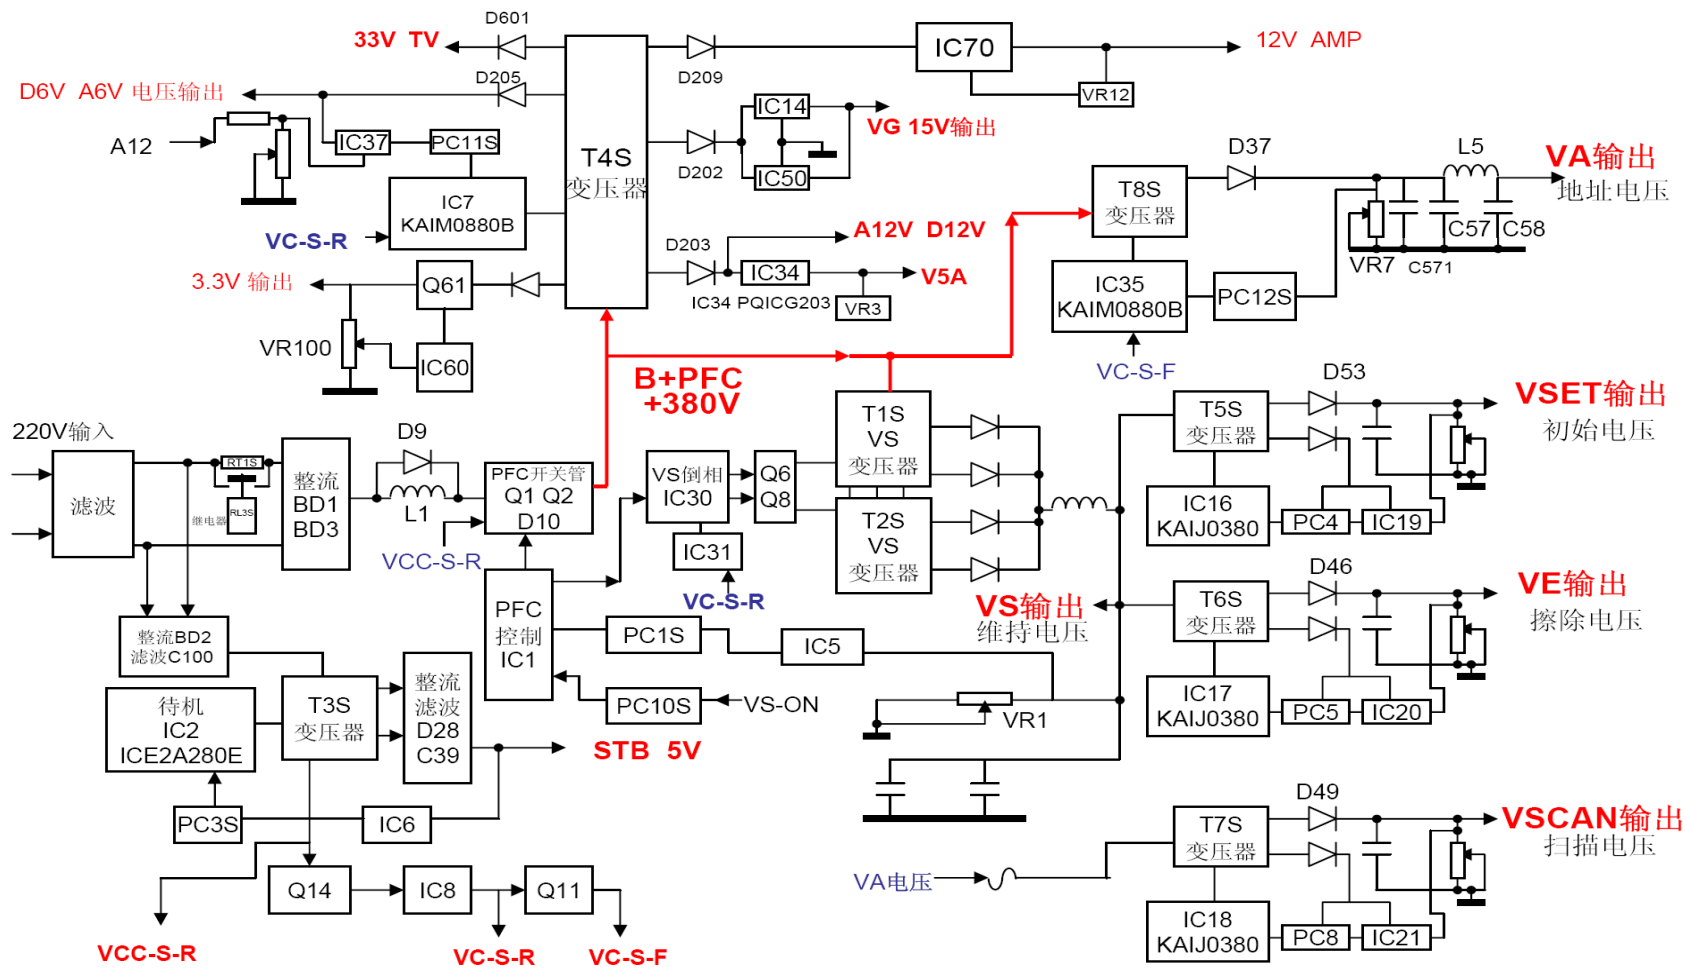 D601
33V TV
D205
D6V A6V 电压输出
A12
IC37
PC11S
IC7
KAIM0880B
VC-S-R
3.3V 输出
Q61
VR100
IC60
T4S
变压器
D209
IC70
12V AMP
VR12
D202
IC14
IC50
VG 15V输出
D203
A12V D12V
IC34
V5A
IC34 PQICG203
VR3
T8S
变压器
D37
L5
VA输出
地址电压
C57
C58
VR7
C571
IC35
KAIM0880B
PC12S
VC-S-F
B+PFC
+380V
220V输入
滤波
RT1S
继电器
RL3S
整流
BD1
BD3
D9
L1
VCC-S-R
PFC开关管
Q1 Q2
D10
VS倒相
IC30
IC31
VC-S-R
Q6
Q8
T1S
VS
变压器
T2S
VS
变压器
VS输出
维持电压
PFC
控制
IC1
PC1S
IC5
PC10S
VS-ON
VR1
整流BD2
滤波C100
待机
IC2
ICE2A280E
T3S
变压器
整流
滤波
D28
C39
STB 5V
PC3S
IC6
Q14
IC8
Q11
VCC-S-R
VC-S-R
VC-S-F
T5S
变压器
D53
VSET输出
初始电压
IC16
KAIJ0380
PC4
IC19
T6S
变压器
D46
VE输出
擦除电压
IC17
KAIJ0380
PC5
IC20
T7S
变压器
D49
VSCAN输出
扫描电压
VA电压
IC18
KAIJ0380
PC8
IC21